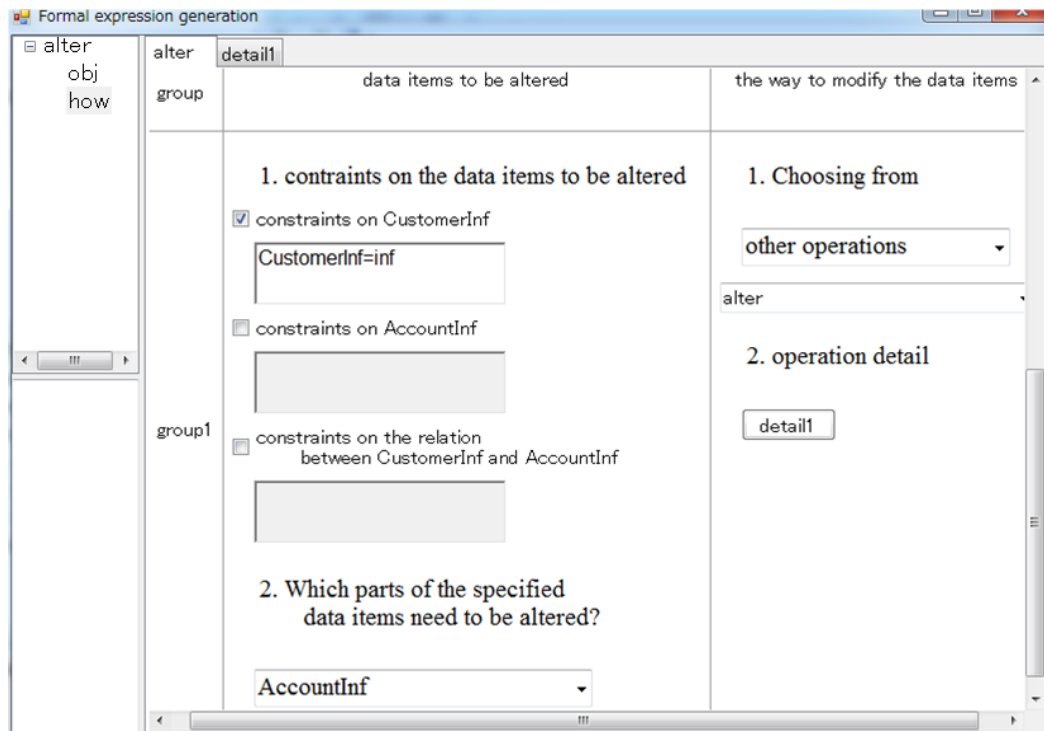 Formal expression generation
alter
obj
how
alter
detail1
group
data items to be altered
the way to modify the data items
group1
1. contraints on the data items to be altered
constraints on CustomerInf
CustomerInf=inf
constraints on AccountInf
constraints on the relation
between CustomerInf and AccountInf
2. Which parts of the specified
data items need to be altered?
AccountInf
1. Choosing from
other operations
alter
2. operation detail
detail1